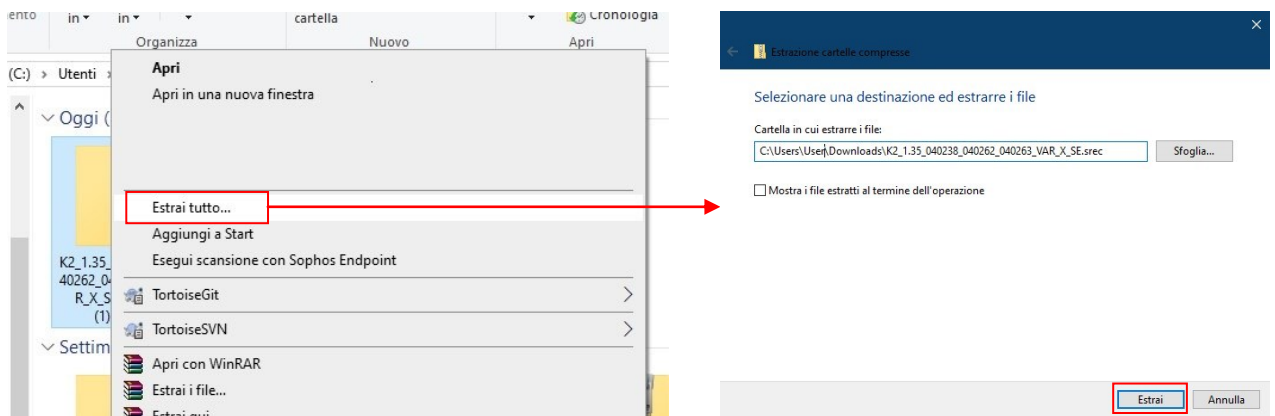 in in cartella Cronologia
Organizza Nuovo Apri
(C:) > Utenti >
Oggi (
K2_1.35_
40262_04
R_X_S
(1)
Settim
Apri
Apri in una nuova finestra
Estrai tutto...
Aggiungi a Start
Esegui scansione con Sophos Endpoint
TortoiseGit
TortoiseSVN
Apri con WinRAR
Estrai i file...
Estrai qui
Estrazione cartelle compresse
Selezionare una destinazione ed estrarre i file
Cartella in cui estrarre i file:
C:\Users\User\Downloads\K2_1.35_040238_040262_040263_VAR_X_SE.srec Sfoglia...
Mostra i file estratti al termine dell'operazione
Estrai Annulla